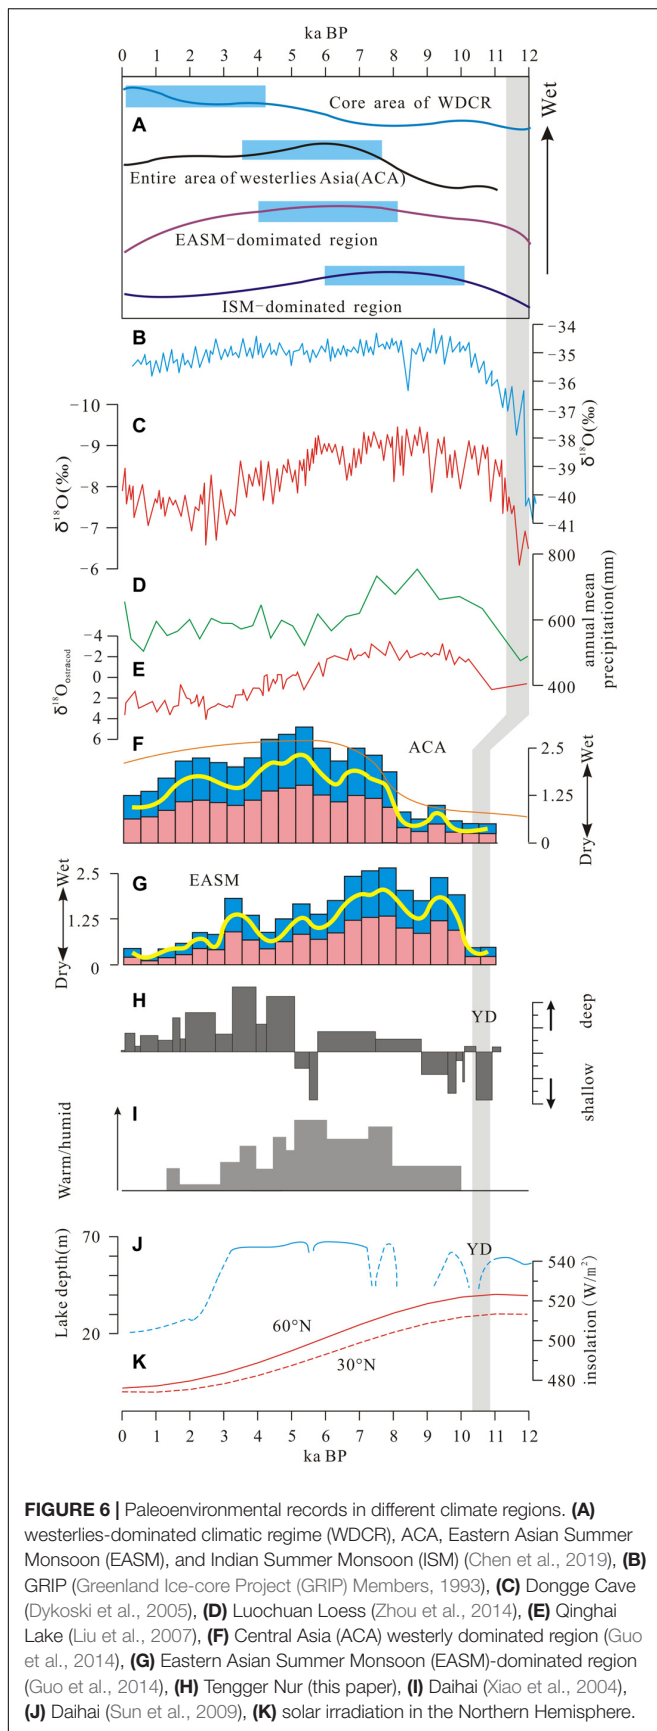 ka BP
0 1 2 3 4 5 6 7 8 9 10 11 12
Core area of WDCR
Wet
A
Entire area of westerlies Asia(ACA)
EASM-dominated region
ISM-dominated region
B
-34
-35
-36
-37
-38
-39
-40
-41
δ¹⁸O(‰)
C
-10
-9
-8
-7
-6
δ¹⁸O(‰)
D
800
600
400
annual mean
precipitation(mm)
E
-4
-2
0
2
4
6
δ¹⁸O ostracod
F
ACA
2.5
1.25
0
Wet
Dry
G
EASM
2.5
1.25
0
Wet
Dry
H
YD
deep
shallow
I
Warm/humid
J
YD
70
20
Lake depth(m)
540
520
500
480
insolation(W/m²)
60°N
30°N
K
0 1 2 3 4 5 6 7 8 9 10 11 12
ka BP
FIGURE 6 | Paleoenvironmental records in different climate regions. (A)
westerlies-dominated climatic regime (WDCR), ACA, Eastern Asian Summer
Monsoon (EASM), and Indian Summer Monsoon (ISM) (Chen et al., 2019), (B)
GRIP (Greenland Ice-core Project (GRIP) Members, 1993), (C) Dongge Cave
(Dykoski et al., 2005), (D) Luochuan Loess (Zhou et al., 2014), (E) Qinghai
Lake (Liu et al., 2007), (F) Central Asia (ACA) westerly dominated region (Guo
et al., 2014), (G) Eastern Asian Summer Monsoon (EASM)-dominated region
(Guo et al., 2014), (H) Tengger Nur (this paper), (I) Daihai (Xiao et al., 2004),
(J) Daihai (Sun et al., 2009), (K) solar irradiation in the Northern Hemisphere.